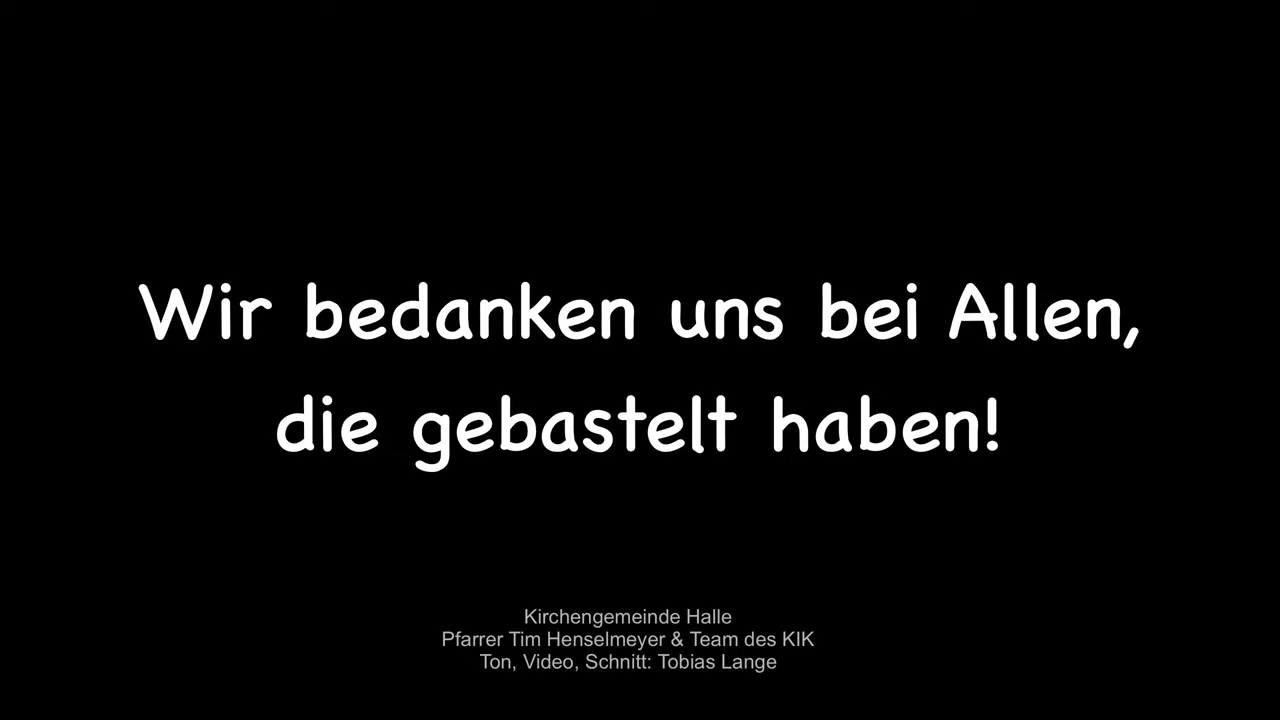 Wir bedanken uns bei Allen,
die gebastelt haben!
Kirchengemeinde Halle
Pfarrer Tim Henselmeyer & Team des KIK
Ton, Video, Schnitt: Tobias Lange